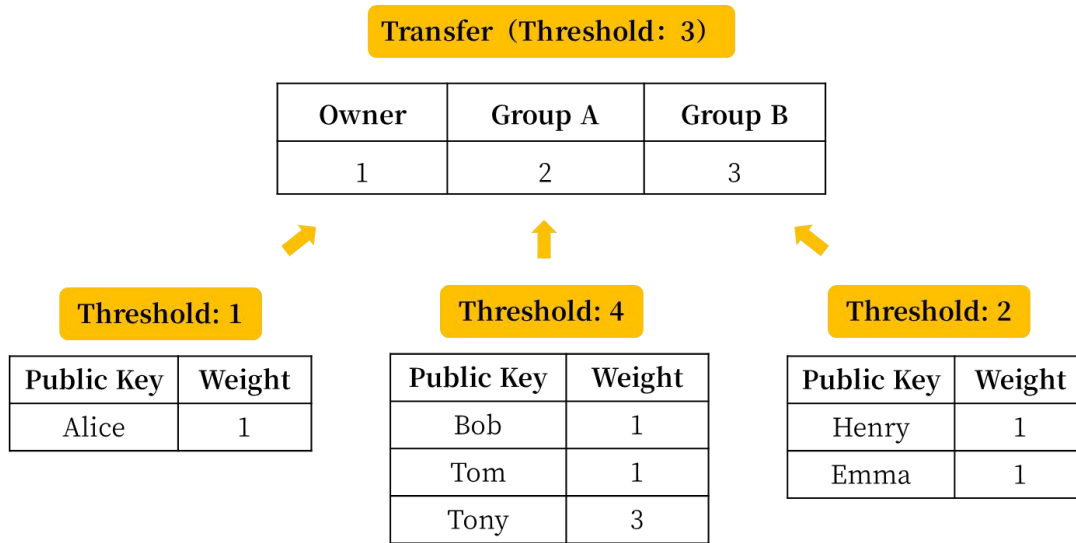 Transfer（Threshold：3）
Owner Group A Group B
1 2 3
Threshold: 1
Public Key Weight
Alice 1
Threshold: 4
Public Key Weight
Bob 1
Tom 1
Tony 3
Threshold: 2
Public Key Weight
Henry 1
Emma 1